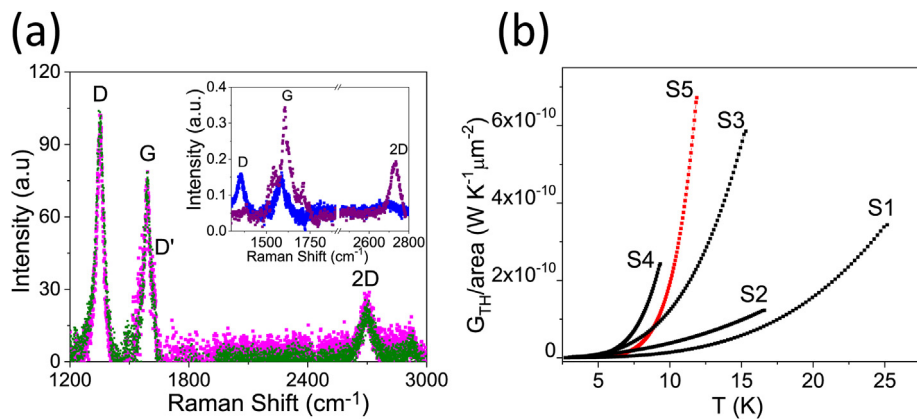 (a)
(b)
120
90
60
30
0
Intensity (a.u)
D
G
D'
2D
1200
1800
2400
3000
Raman Shift (cm⁻¹)
0.4
0.3
0.2
0.1
0.0
Intensity (a.u.)
D
G
2D
1500
1750
2600
2800
Raman Shift (cm⁻¹)
6x10⁻¹⁰
4x10⁻¹⁰
2x10⁻¹⁰
0
G_TH/area (W K⁻¹μm⁻²)
S5
S3
S1
S4
S2
5
10
15
20
25
T (K)